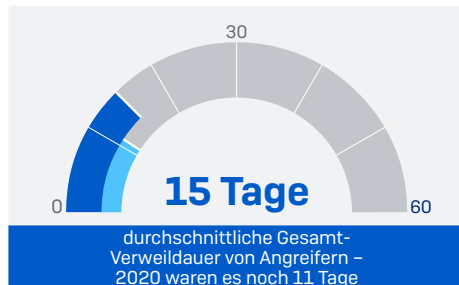 30
15 Tage
0
60
durchschnittliche Gesamt-
Verweildauer von Angreifern –
2020 waren es noch 11 Tage